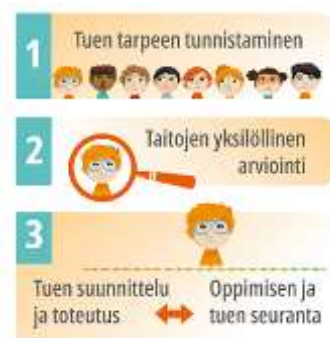 1
Tuen tarpeen tunnistaminen
2
Taitojen yksilöllinen
arviointi
3
Tuen suunnittelu
ja toteutus
Oppimisen ja
tuen seuranta